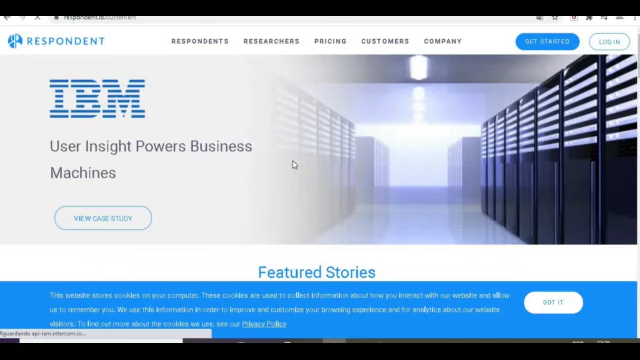 respondent.io/customers
RESPONDENT RESPONDENTS RESEARCHERS PRICING CUSTOMERS COMPANY GET STARTED LOG IN
IBM
User Insight Powers Business
Machines
VIEW CASE STUDY
Featured Stories
This website stores cookies on your computer. These cookies are used to collect information about how you interact with our website and allow
us to remember you. We use this information in order to improve and customize your browsing experience and for analytics about our website
visitors. To find out more about the cookies we use, see our Privacy Policy
GOT IT
Aguardando api-iam.intercom.io...